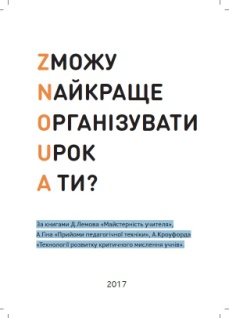 ZМОЖУ
NАЙКРАЩЕ
OРГАНІЗУВАТИ
UРОК
A ТИ?
За книгами Д.Лемова «Майстерність учителя»,
А.Гіна «Прийоми педагогічної техніки», А.Кроуфорда
«Технології розвитку критичного мислення учнів».
2017